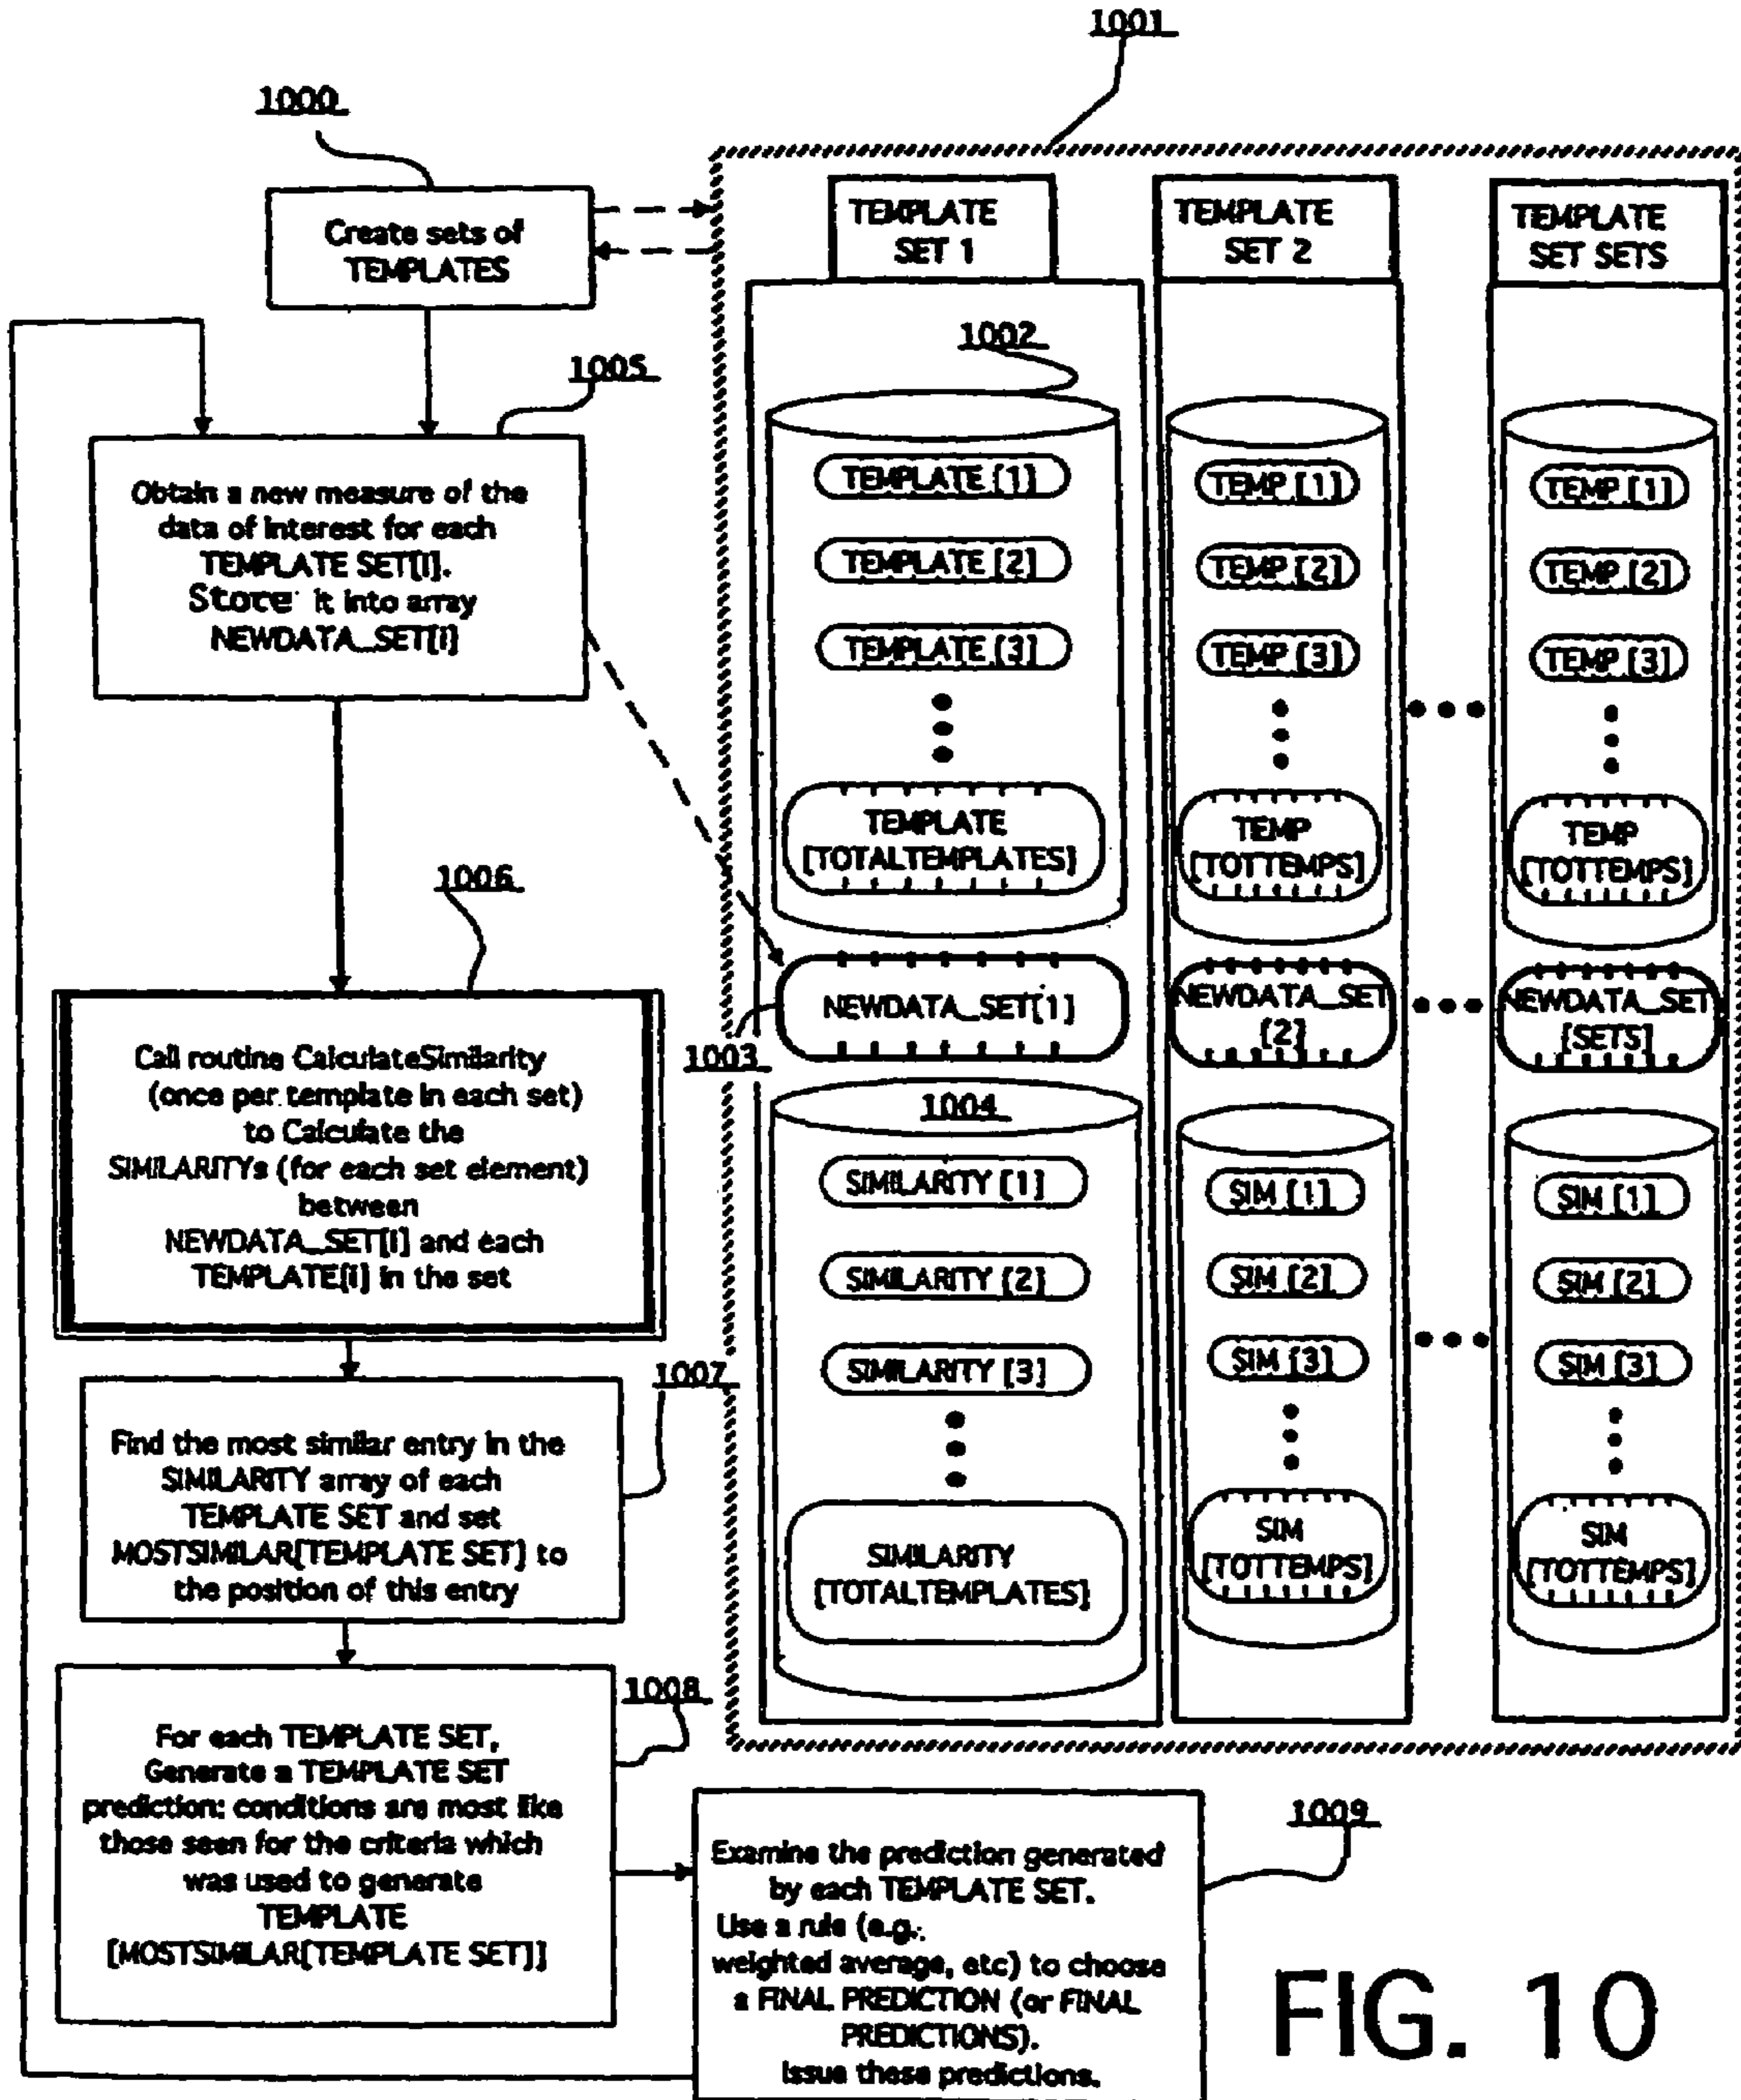 1001
1000
Create sets of
TEMPLATES
1005
Obtain a new measure of the
data of interest for each
TEMPLATE SET[i].
Store it into array
NEWDATA_SET[i]
1006
Call routine CalculateSimilarity
(once per template in each set)
to Calculate the
SIMILARITYs (for each set element)
between
NEWDATA_SET[i] and each
TEMPLATE[i] in the set
1007
Find the most similar entry in the
SIMILARITY array of each
TEMPLATE SET and set
MOSTSIMILAR[TEMPLATE SET] to
the position of this entry
1008
For each TEMPLATE SET,
Generate a TEMPLATE SET
prediction: conditions are most like
those seen for the criteria which
was used to generate
TEMPLATE
[MOSTSIMILAR[TEMPLATE SET]]
1009
Examine the prediction generated
by each TEMPLATE SET.
Use a rule (e.g.:
weighted average, etc) to choose
a FINAL PREDICTION (or FINAL
PREDICTIONS).
Issue these predictions.
TEMPLATE
SET 1
1002
TEMPLATE [1]
TEMPLATE [2]
TEMPLATE [3]
TEMPLATE
[TOTALTEMPLATES]
NEWDATA_SET[1]
1003
1004
SIMILARITY [1]
SIMILARITY [2]
SIMILARITY [3]
SIMILARITY
[TOTALTEMPLATES]
TEMPLATE
SET 2
TEMP [1]
TEMP [2]
TEMP [3]
TEMP
[TOTTEMPS]
NEWDATA_SET
[2]
SIM [1]
SIM [2]
SIM [3]
SIM
[TOTTEMPS]
TEMPLATE
SET SETS
TEMP [1]
TEMP [2]
TEMP [3]
TEMP
[TOTTEMPS]
NEWDATA_SET
[SETS]
SIM [1]
SIM [2]
SIM [3]
SIM
[TOTTEMPS]
FIG. 10